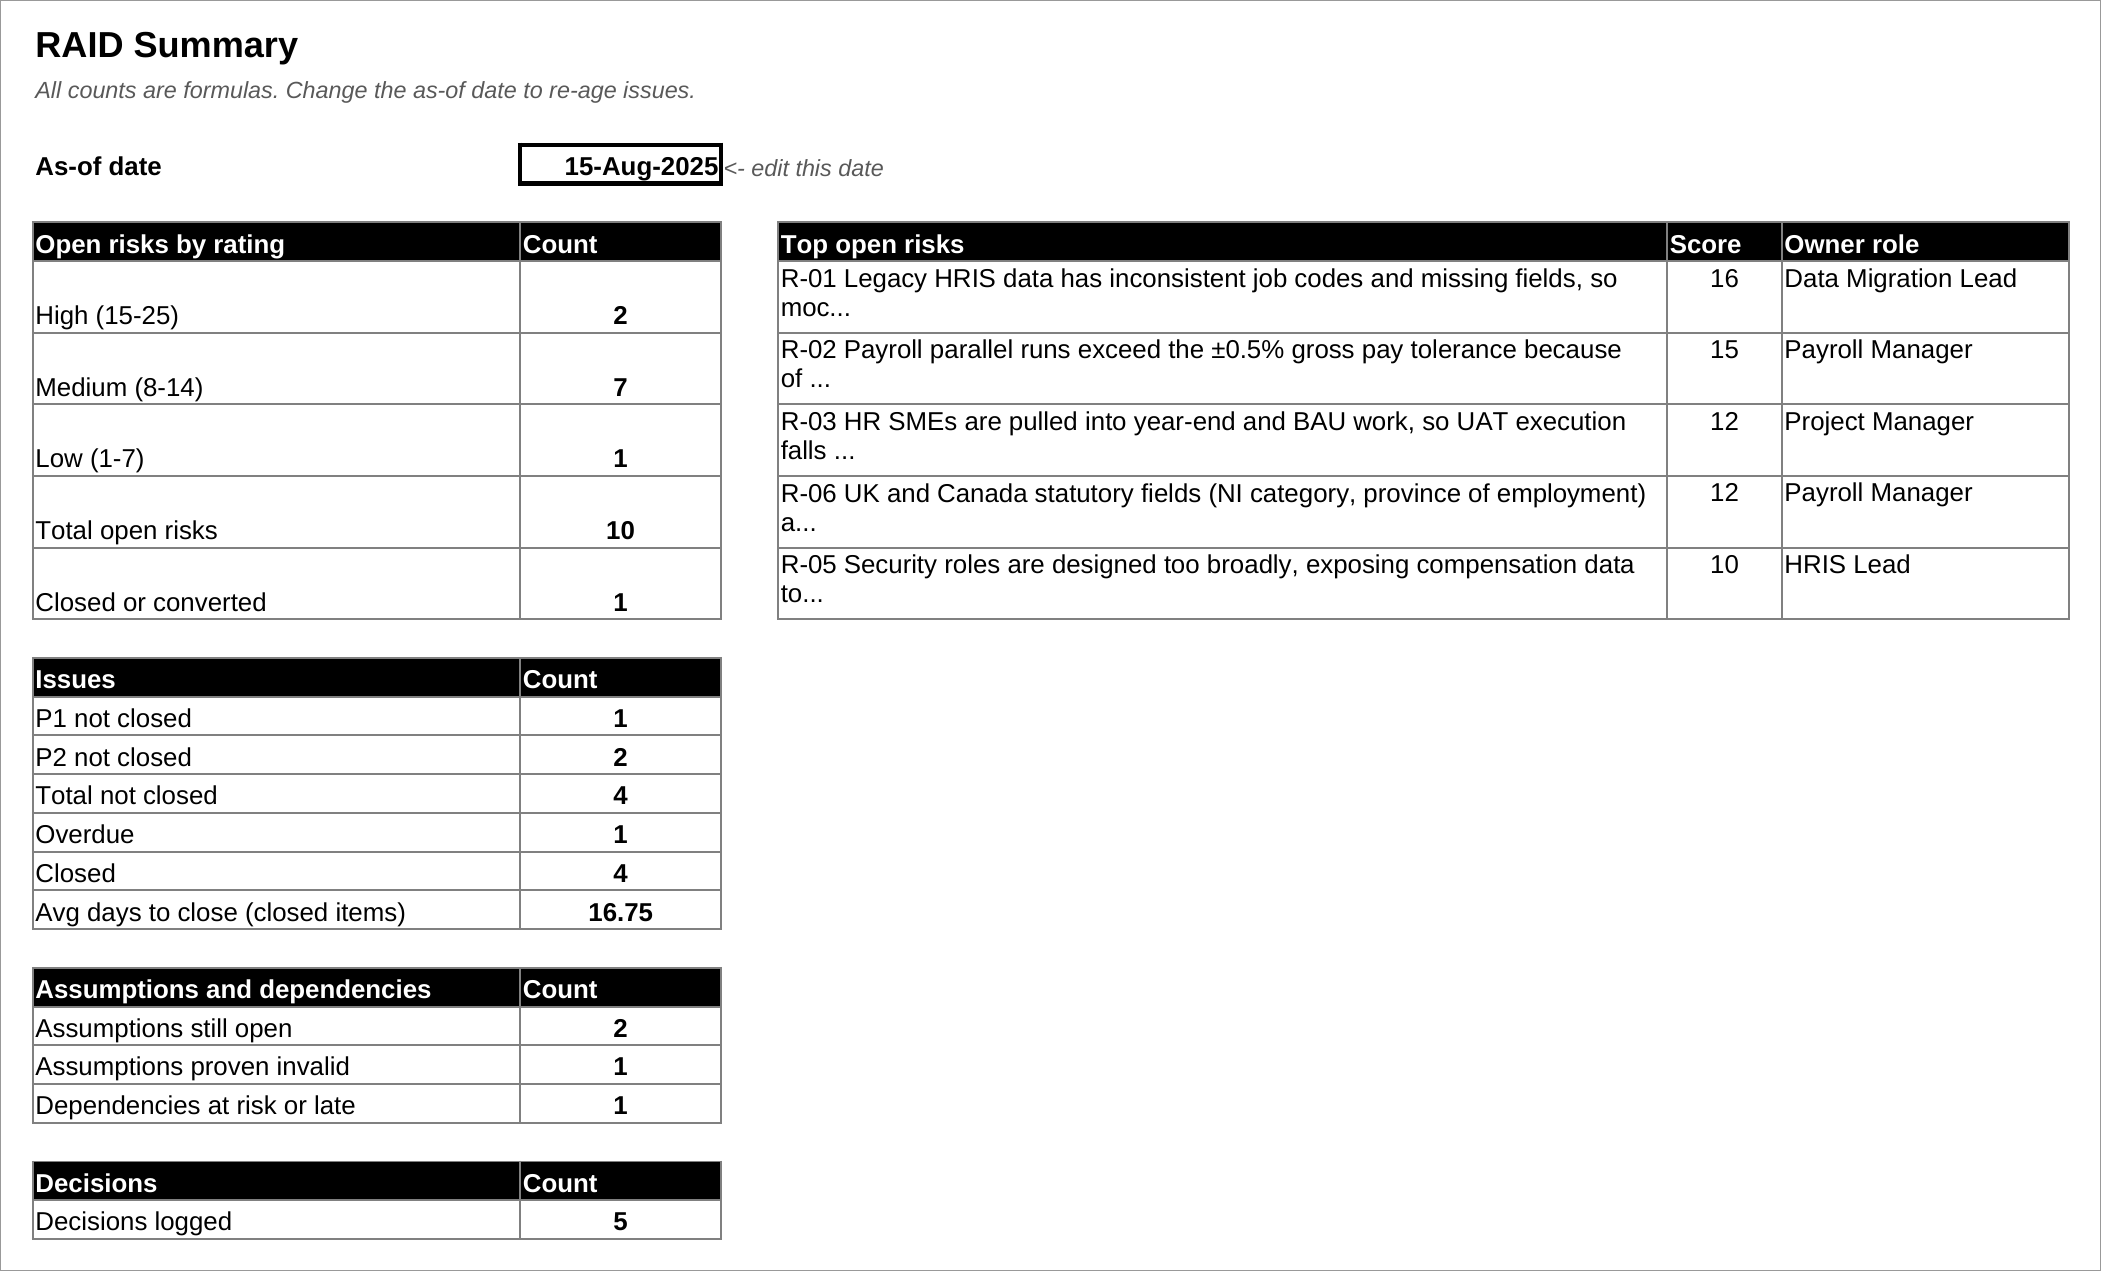 RAID Summary
All counts are formulas. Change the as-of date to re-age issues.
As-of date 15-Aug-2025 <- edit this date
Open risks by rating Count
High (15-25) 2
Medium (8-14) 7
Low (1-7) 1
Total open risks 10
Closed or converted 1
Top open risks Score Owner role
R-01 Legacy HRIS data has inconsistent job codes and missing fields, so 16 Data Migration Lead
moc...
R-02 Payroll parallel runs exceed the ±0.5% gross pay tolerance because 15 Payroll Manager
of ...
R-03 HR SMEs are pulled into year-end and BAU work, so UAT execution 12 Project Manager
falls ...
R-06 UK and Canada statutory fields (NI category, province of employment) 12 Payroll Manager
a...
R-05 Security roles are designed too broadly, exposing compensation data 10 HRIS Lead
to...
Issues Count
P1 not closed 1
P2 not closed 2
Total not closed 4
Overdue 1
Closed 4
Avg days to close (closed items) 16.75
Assumptions and dependencies Count
Assumptions still open 2
Assumptions proven invalid 1
Dependencies at risk or late 1
Decisions Count
Decisions logged 5